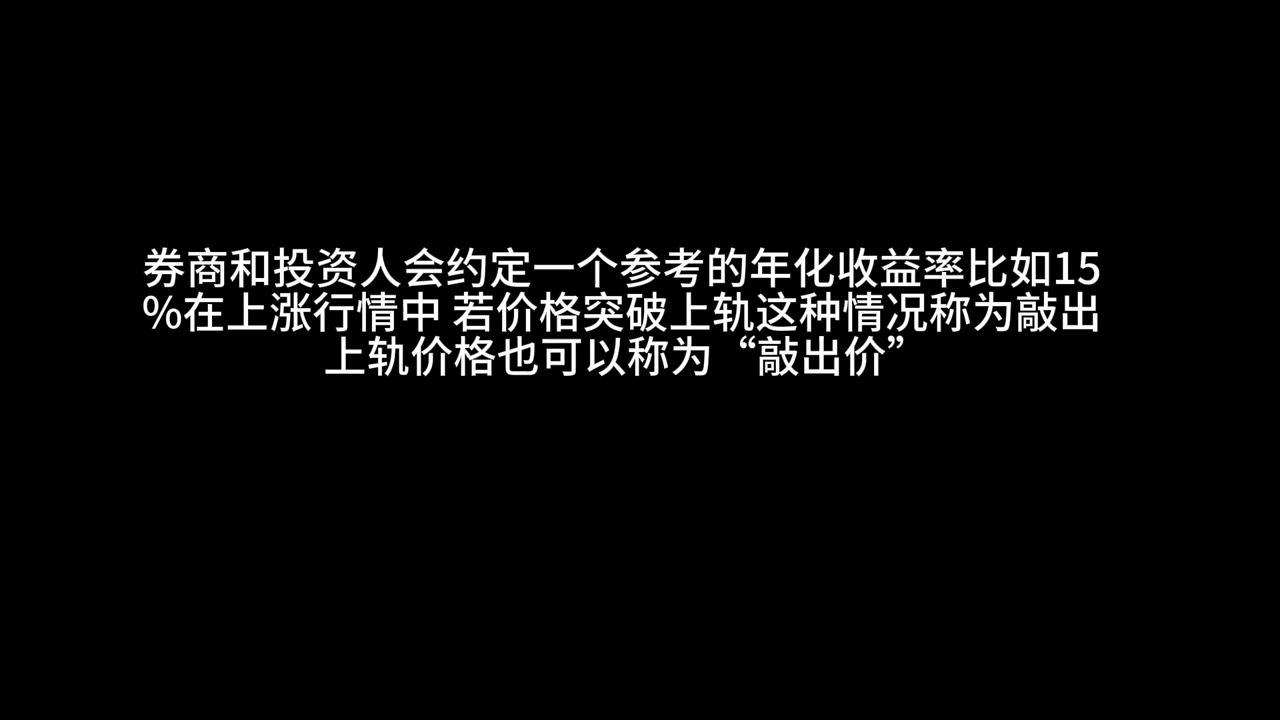 券商和投资人会约定一个参考的年化收益率比如15
%在上涨行情中 若价格突破上轨这种情况称为敲出
上轨价格也可以称为“敲出价”